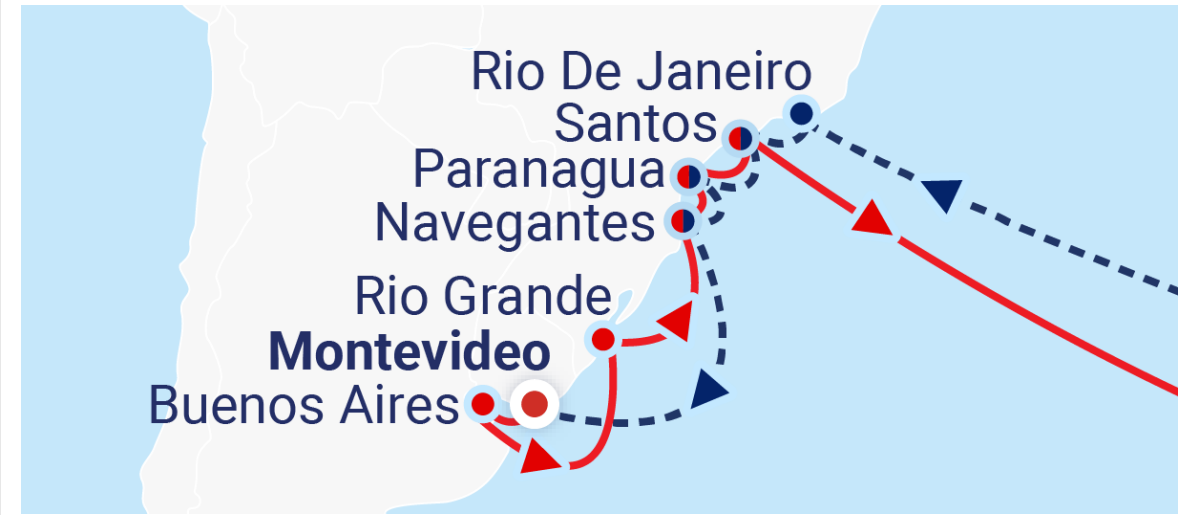 Rio De Janeiro
Santos
Paranagua
Navegantes
Rio Grande
Montevideo
Buenos Aires